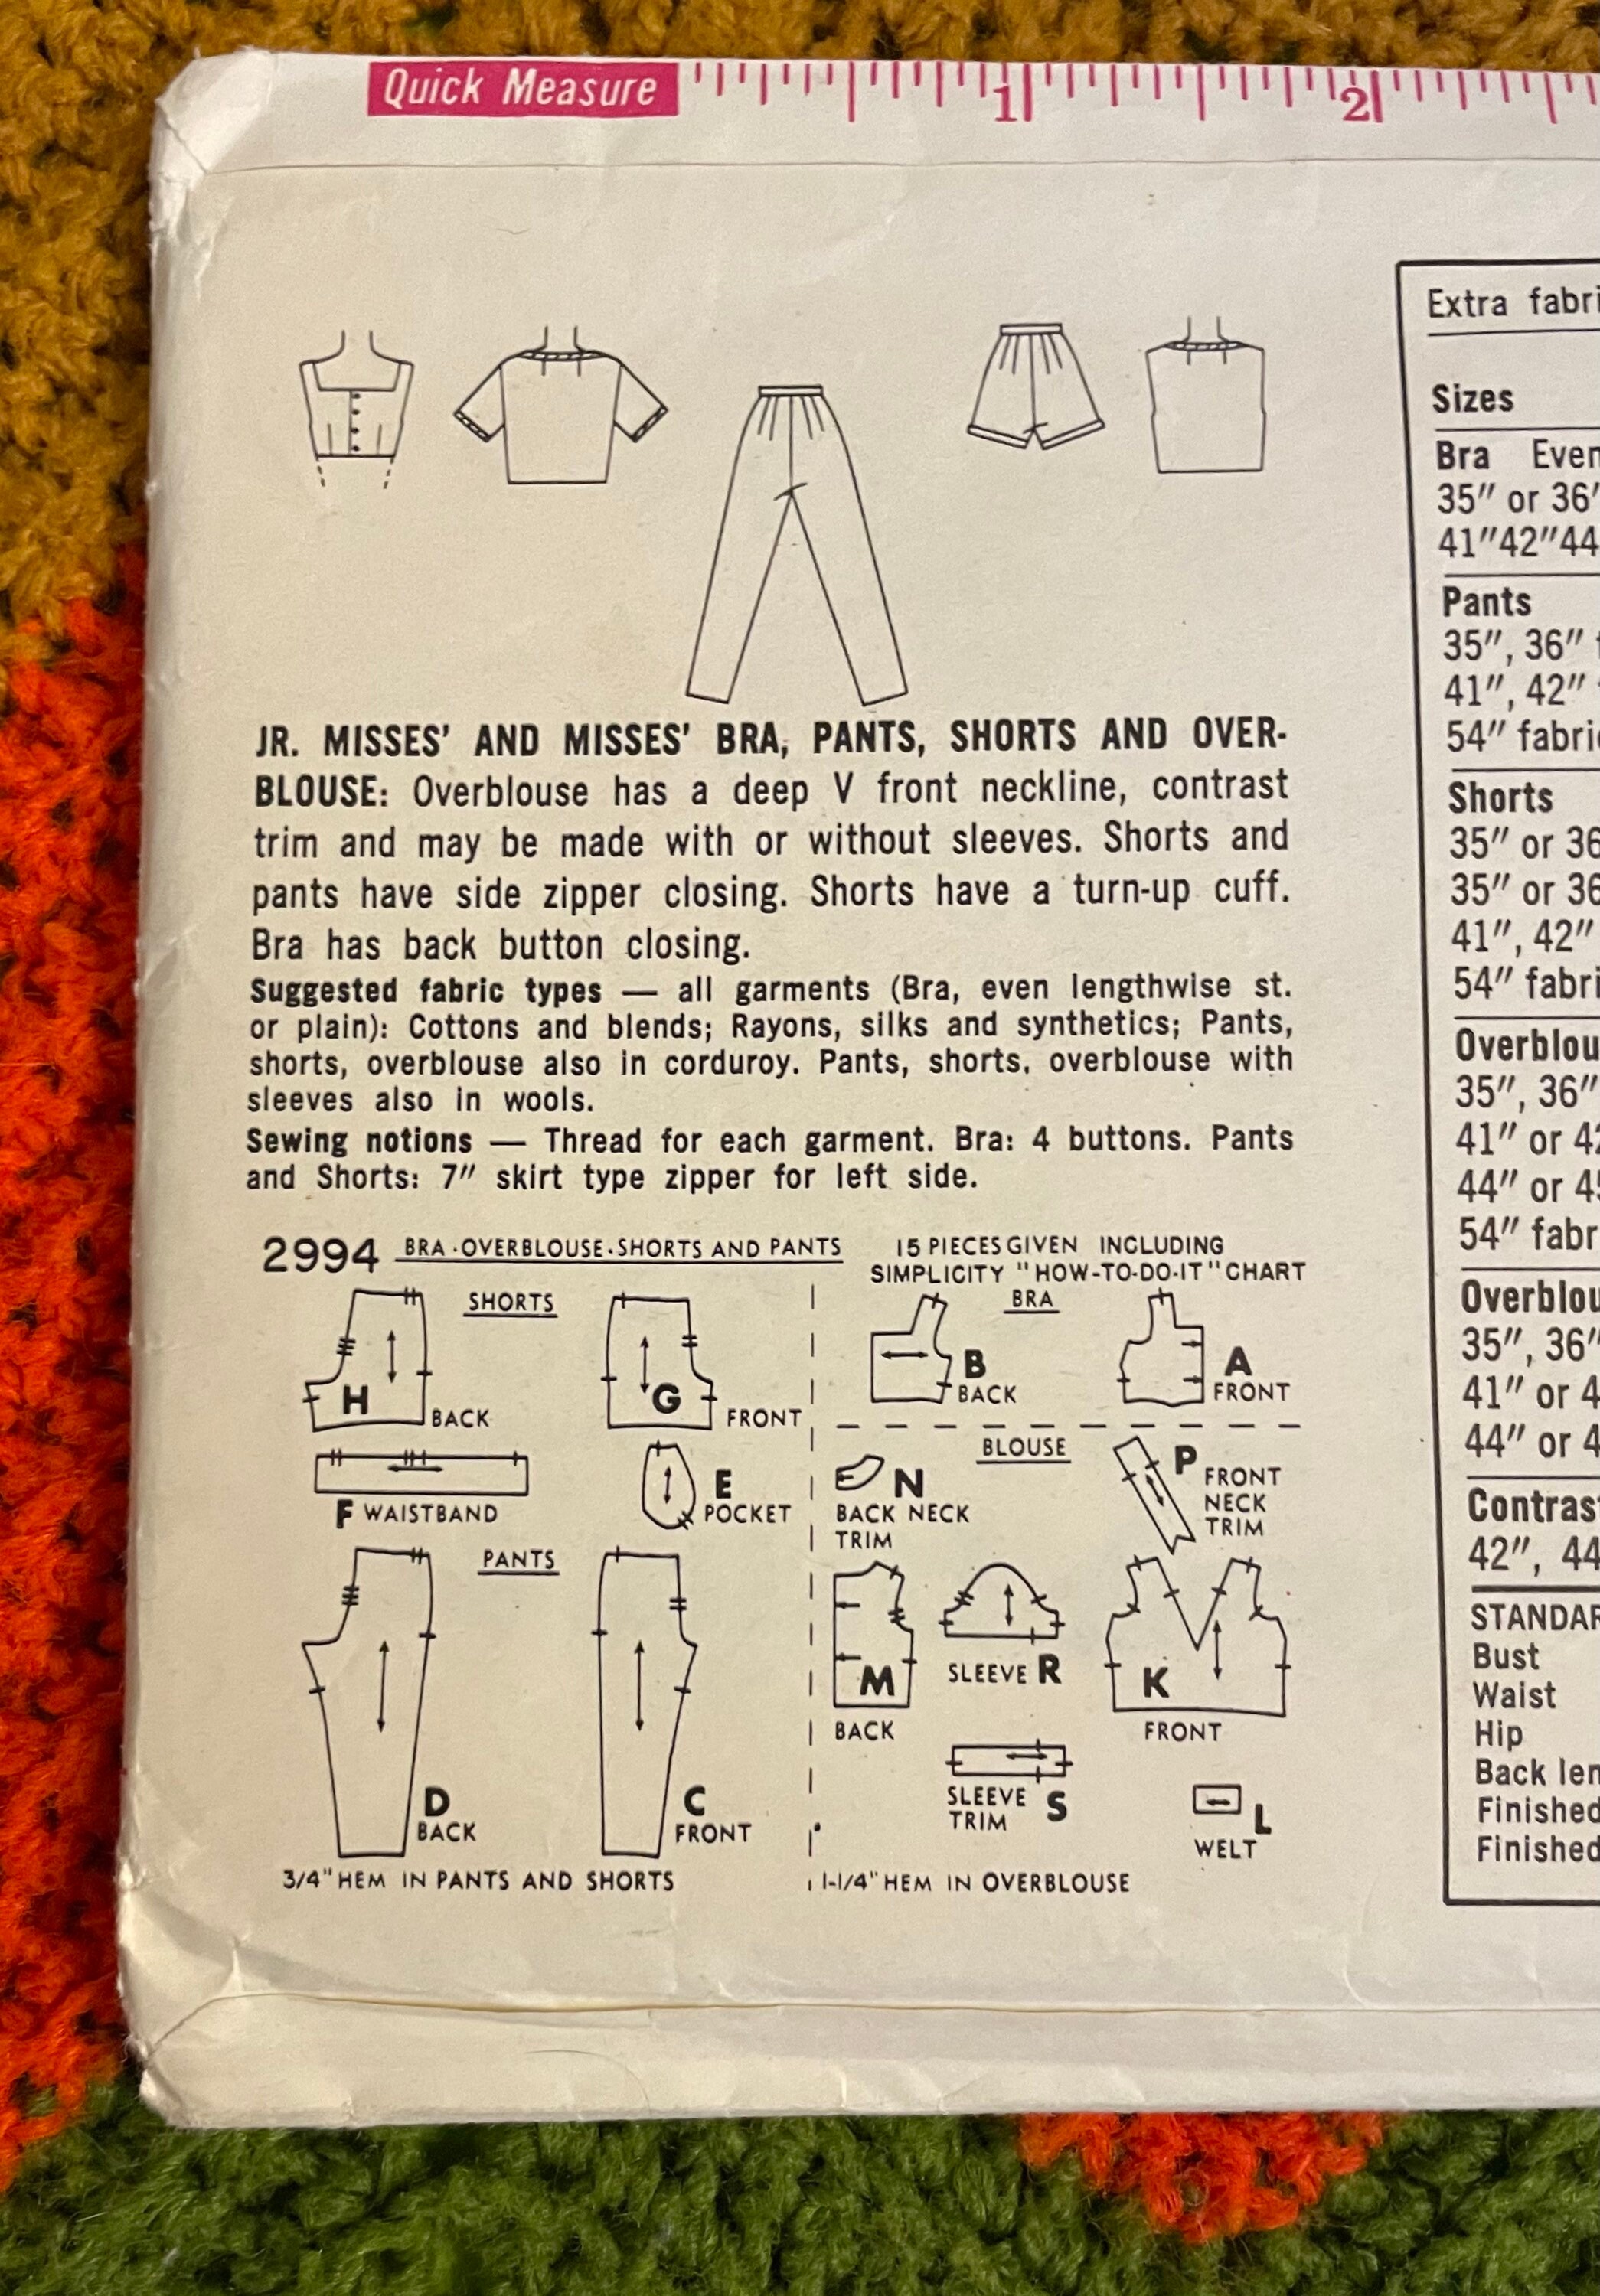 Quick Measure 1 2
JR. MISSES' AND MISSES' BRA, PANTS, SHORTS AND OVER-
BLOUSE: Overblouse has a deep V front neckline, contrast
trim and may be made with or without sleeves. Shorts and
pants have side zipper closing. Shorts have a turn-up cuff.
Bra has back button closing.
Suggested fabric types — all garments (Bra, even lengthwise st.
or plain): Cottons and blends; Rayons, silks and synthetics; Pants,
shorts, overblouse also in corduroy. Pants, shorts, overblouse with
sleeves also in wools.
Sewing notions — Thread for each garment. Bra: 4 buttons. Pants
and Shorts: 7" skirt type zipper for left side.
2994 BRA·OVERBLOUSE·SHORTS AND PANTS
15 PIECES GIVEN INCLUDING
SIMPLICITY "HOW-TO-DO-IT" CHART
SHORTS
H BACK
G FRONT
F WAISTBAND
E
POCKET
PANTS
D
BACK
C
FRONT
3/4" HEM IN PANTS AND SHORTS
BRA
B
BACK
A
FRONT
BLOUSE
N
BACK NECK
TRIM
P
FRONT
NECK
TRIM
M
BACK
SLEEVE R
K
FRONT
SLEEVE
TRIM S
L
WELT
1-1/4" HEM IN OVERBLOUSE
Extra fabri
Sizes
Bra Even
35" or 36"
41"42"44
Pants
35", 36"
41", 42"
54" fabri
Shorts
35" or 36
35" or 36
41", 42"
54" fabri
Overblou
35", 36"
41" or 42
44" or 45
54" fabr
Overblou
35", 36"
41" or 4
44" or 4
Contrast
42", 44
STANDAR
Bust
Waist
Hip
Back len
Finished
Finished